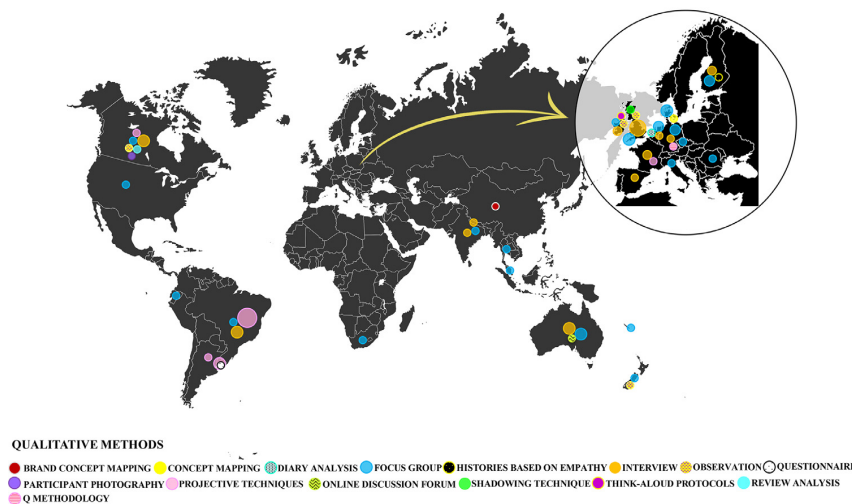 QUALITATIVE METHODS
BRAND CONCEPT MAPPING CONCEPT MAPPING DIARY ANALYSIS FOCUS GROUP HISTORIES BASED ON EMPATHY INTERVIEW OBSERVATION QUESTIONNAIRE
PARTICIPANT PHOTOGRAPHY PROJECTIVE TECHNIQUES ONLINE DISCUSSION FORUM SHADOWING TECHNIQUE THINK-ALOUD PROTOCOLS REVIEW ANALYSIS
Q METHODOLOGY